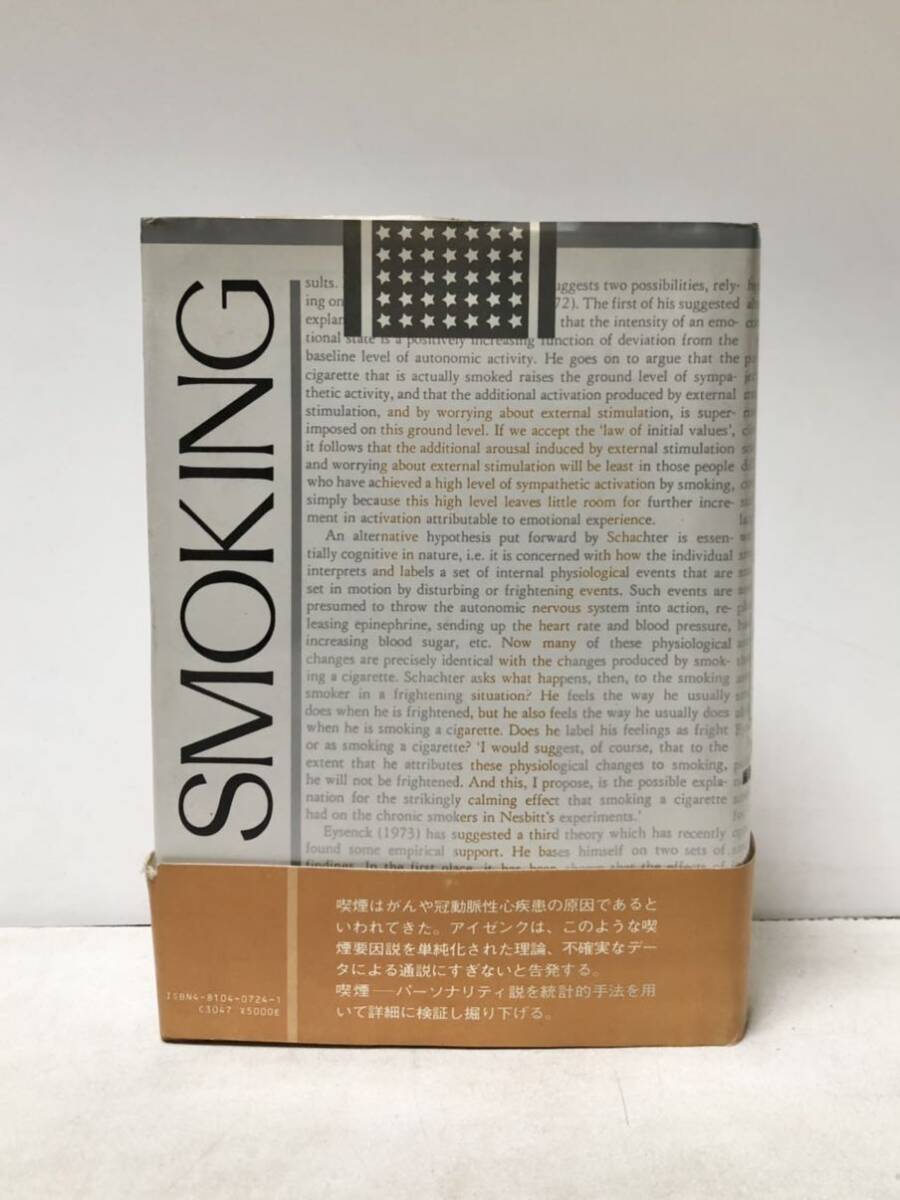 SMOKING
sults.
uggests two possibilities, rely-
ing on
72). The first of his suggested
explan
that the intensity of an emo-
tional state is a positively increasing function of deviation from the
baseline level of autonomic activity. He goes on to argue that the
cigarette that is actually smoked raises the ground level of sympa-
thetic activity, and that the additional activation produced by external
stimulation, and by worrying about external stimulation, is super-
imposed on this ground level. If we accept the 'law of initial values',
it follows that the additional arousal induced by external stimulation
and worrying about external stimulation will be least in those people
who have achieved a high level of sympathetic activation by smoking,
simply because this high level leaves little room for further incre-
ment in activation attributable to emotional experience.
An alternative hypothesis put forward by Schachter is essen-
tially cognitive in nature, i.e. it is concerned with how the individual
interprets and labels a set of internal physiological events that are
set in motion by disturbing or frightening events. Such events are
presumed to throw the autonomic nervous system into action, re-
leasing epinephrine, sending up the heart rate and blood pressure,
increasing blood sugar, etc. Now many of these physiological
changes are precisely identical with the changes produced by smok-
ing a cigarette. Schachter asks what happens, then, to the smoking
smoker in a frightening situation? He feels the way he usually
does when he is frightened, but he also feels the way he usually does
when he is smoking a cigarette. Does he label his feelings as fright
or as smoking a cigarette? 'I would suggest, of course, that to the
extent that he attributes these physiological changes to smoking,
he will not be frightened. And this, I propose, is the possible expla-
nation for the strikingly calming effect that smoking a cigarette
had on the chronic smokers in Nesbitt's experiments.'
Eysenck (1973) has suggested a third theory which has recently
found some empirical support. He bases himself on two sets of
findings. In the first place, it has been shown that the effects of
喫煙はがんや冠動脈性心疾患の原因であると
いわれてきた。アイゼンクは、このような喫
煙要因説を単純化された理論、不確実なデー
タによる通説にすぎないと告発する。
喫煙──パーソナリティ説を統計的手法を用
いて詳細に検証し掘り下げる。
ISBN4-8104-0724-1
C3047 ¥5000E